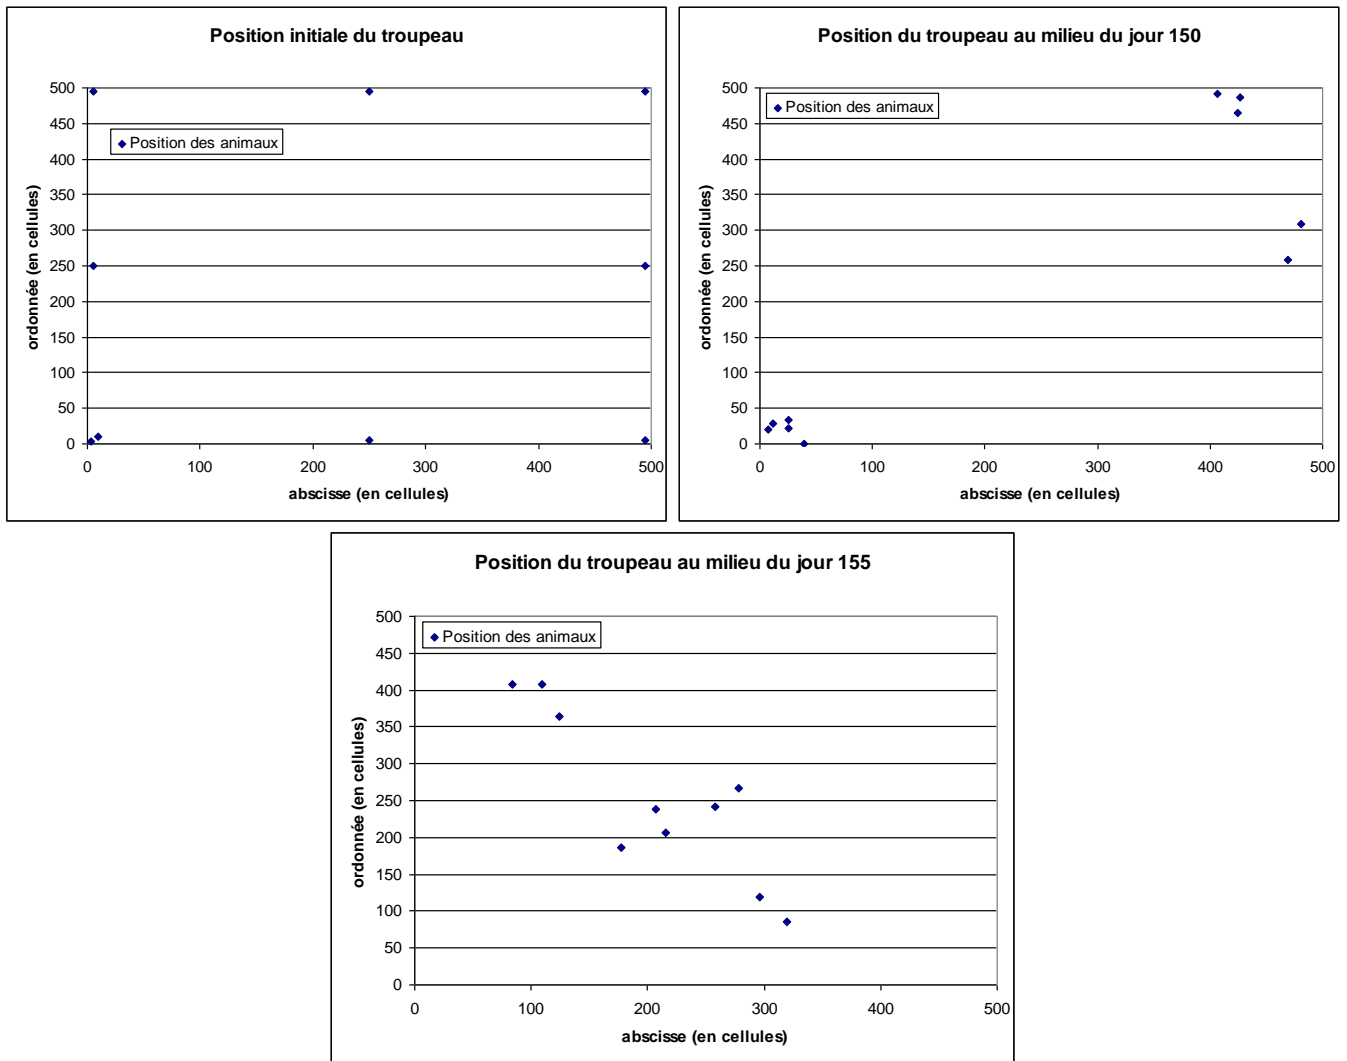 Position initiale du troupeau
500
450
400
350
300
250
200
150
100
50
0
ordonnée (en cellules)
Position des animaux
0 100 200 300 400 500
abscisse (en cellules)
Position du troupeau au milieu du jour 150
500
450
400
350
300
250
200
150
100
50
0
ordonnée (en cellules)
Position des animaux
0 100 200 300 400 500
abscisse (en cellules)
Position du troupeau au milieu du jour 155
500
450
400
350
300
250
200
150
100
50
0
ordonnée (en cellules)
Position des animaux
0 100 200 300 400 500
abscisse (en cellules)